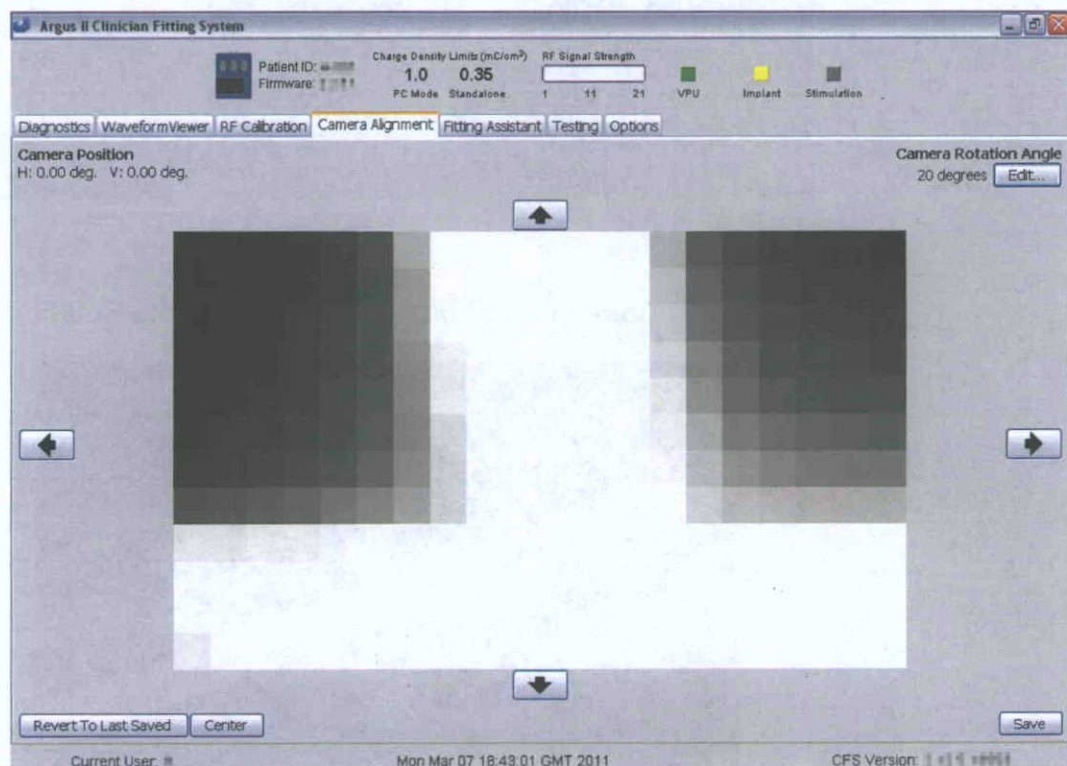 Argus II Clinician Fitting System
Patient ID:
Firmware:
Charge Density Limits (mC/cm²)
1.0 0.35
PC Mode Standalone
RF Signal Strength
1 11 21
VPU
Implant
Stimulation
Diagnostics WaveformViewer RF Calibration Camera Alignment Fitting Assistant Testing Options
Camera Position
H: 0.00 deg. V: 0.00 deg.
Camera Rotation Angle
20 degrees Edit...
Revert To Last Saved Center
Save
Current User: Mon Mar 07 18:43:01 GMT 2011 CFS Version: